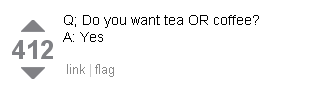 Q; Do you want tea OR coffee?
A: Yes
412
link | flag